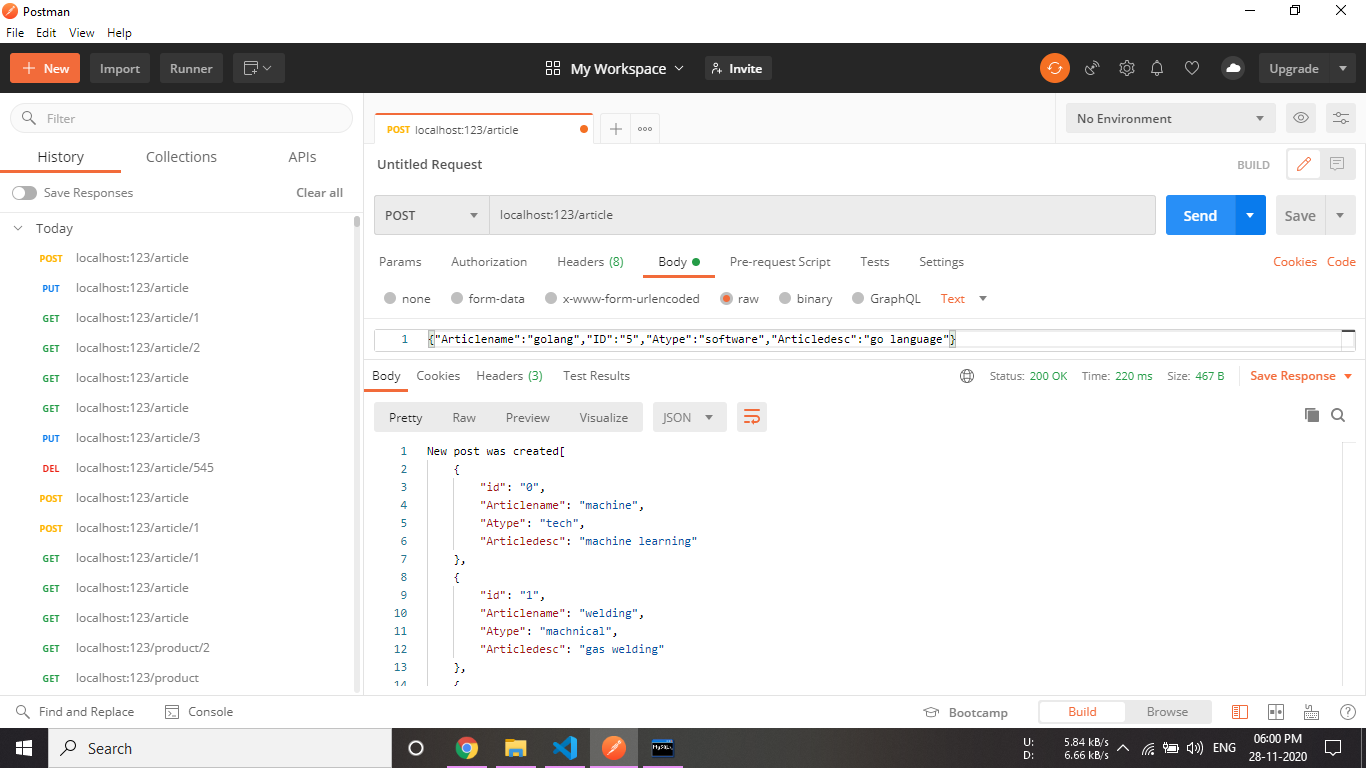 Postman
File Edit View Help
New Import Runner My Workspace Invite Upgrade
Filter
History Collections APIs
Save Responses Clear all
Today
POST localhost:123/article
PUT localhost:123/article
GET localhost:123/article/1
GET localhost:123/article/2
GET localhost:123/article
GET localhost:123/article
PUT localhost:123/article/3
DEL localhost:123/article/545
POST localhost:123/article
POST localhost:123/article/1
GET localhost:123/article/1
GET localhost:123/article
GET localhost:123/article
GET localhost:123/product/2
GET localhost:123/product
POST localhost:123/article No Environment
Untitled Request BUILD
POST localhost:123/article Send Save
Params Authorization Headers (8) Body Pre-request Script Tests Settings Cookies Code
none form-data x-www-form-urlencoded raw binary GraphQL Text
1 {"Articlename":"golang","ID":"5","Atype":"software","Articledesc":"go language"}
Body Cookies Headers (3) Test Results Status: 200 OK Time: 220 ms Size: 467 B Save Response
Pretty Raw Preview Visualize JSON
1 New post was created[
2 {
3 "id": "0",
4 "Articlename": "machine",
5 "Atype": "tech",
6 "Articledesc": "machine learning"
7 },
8 {
9 "id": "1",
10 "Articlename": "welding",
11 "Atype": "machnical",
12 "Articledesc": "gas welding"
13 },
14 {
Find and Replace Console Bootcamp Build Browse
Search
U: 5.84 kB/s
D: 6.66 kB/s
ENG
06:00 PM
28-11-2020